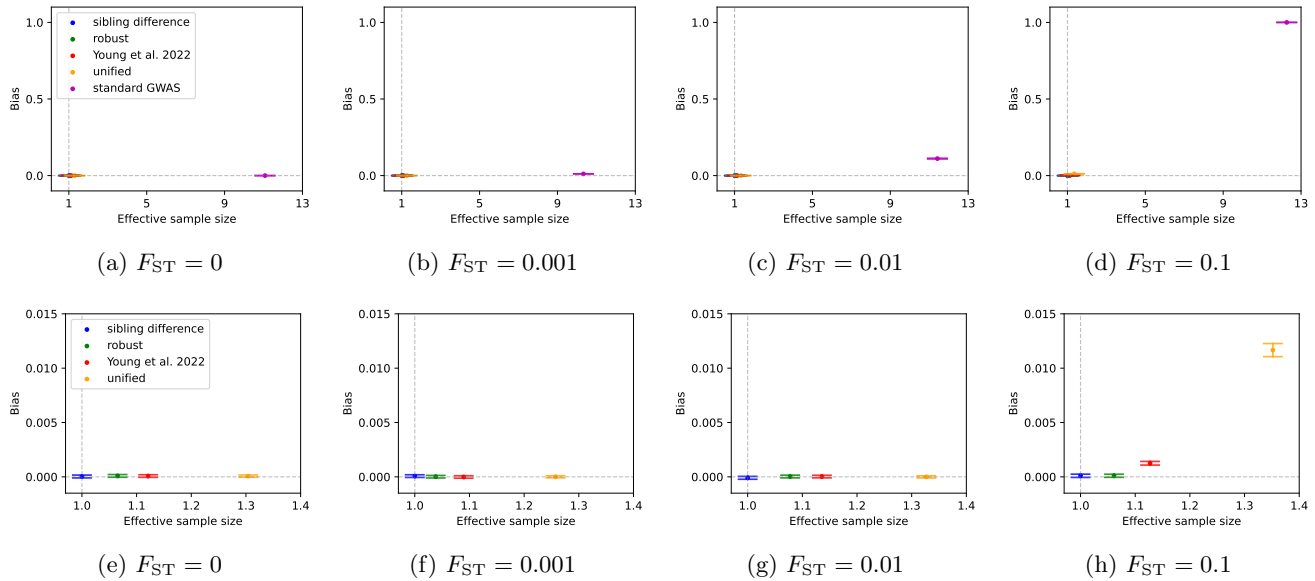 sibling difference
robust
Young et al. 2022
unified
standard GWAS
Bias
1.0
0.5
0.0
1 5 9 13
Effective sample size
(a) F_ST = 0
Bias
1.0
0.5
0.0
1 5 9 13
Effective sample size
(b) F_ST = 0.001
Bias
1.0
0.5
0.0
1 5 9 13
Effective sample size
(c) F_ST = 0.01
Bias
1.0
0.5
0.0
1 5 9 13
Effective sample size
(d) F_ST = 0.1
sibling difference
robust
Young et al. 2022
unified
Bias
0.015
0.010
0.005
0.000
1.0 1.1 1.2 1.3 1.4
Effective sample size
(e) F_ST = 0
Bias
0.015
0.010
0.005
0.000
1.0 1.1 1.2 1.3 1.4
Effective sample size
(f) F_ST = 0.001
Bias
0.015
0.010
0.005
0.000
1.0 1.1 1.2 1.3 1.4
Effective sample size
(g) F_ST = 0.01
Bias
0.015
0.010
0.005
0.000
1.0 1.1 1.2 1.3 1.4
Effective sample size
(h) F_ST = 0.1